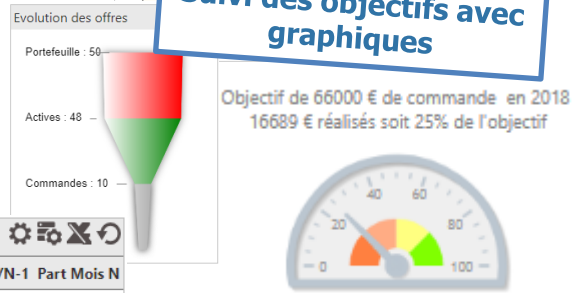 Suivi des objectifs avec
graphiques
Evolution des offres
Portefeuille : 50
Actives : 48
Commandes : 10
Objectif de 66000 € de commande en 2018
16689 € réalisés soit 25% de l'objectif
0
20
40
60
80
100
/N-1 Part Mois N